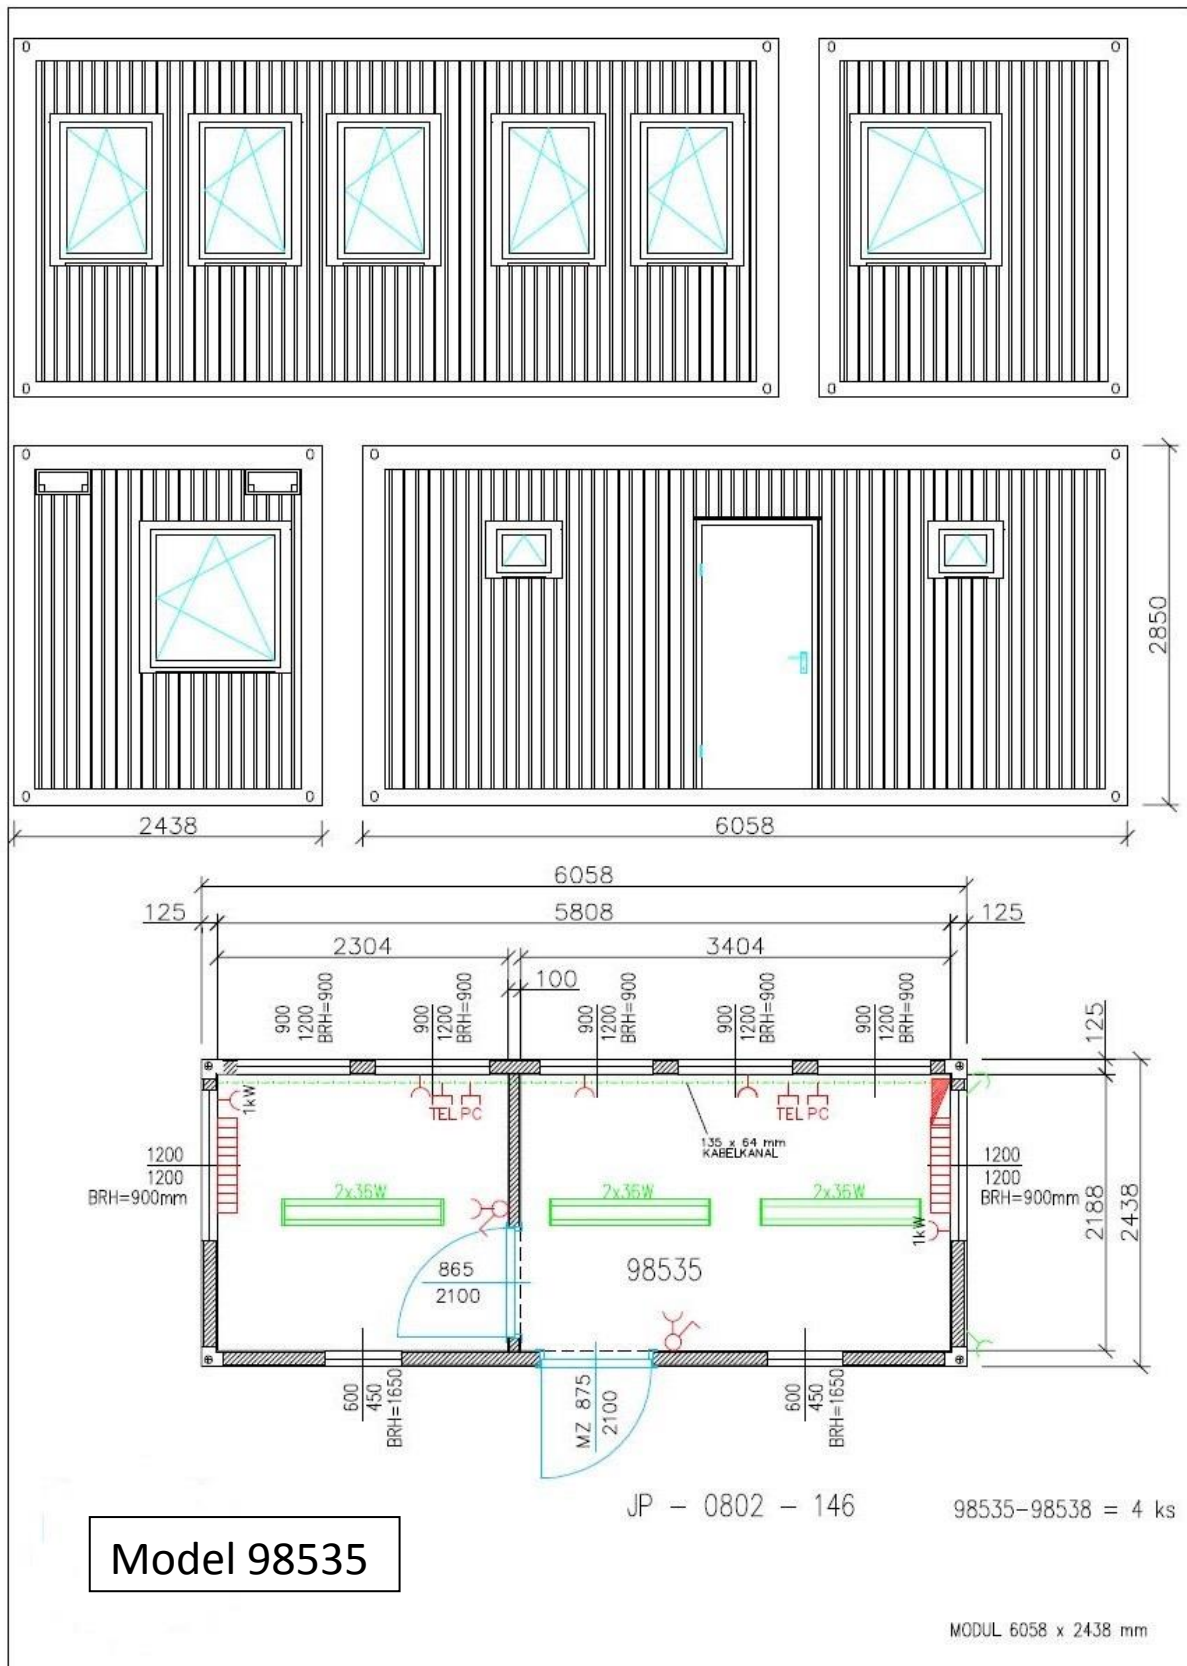 2850
2438
6058
6058
125
5808
125
2304
3404
100
900
1200
BRH=900
900
1200
BRH=900
900
1200
BRH=900
900
1200
BRH=900
900
1200
BRH=900
125
1kW
TEL PC
TEL PC
135 x 64 mm
KABELKANAL
1200
1200
BRH=900mm
1200
1200
BRH=900mm
2x36W
2x36W
2x36W
2188
2438
1kW
865
2100
98535
600
450
BRH=1650
MZ 875
2100
600
450
BRH=1650
JP - 0802 - 146
98535-98538 = 4 ks
Model 98535
MODUL 6058 x 2438 mm